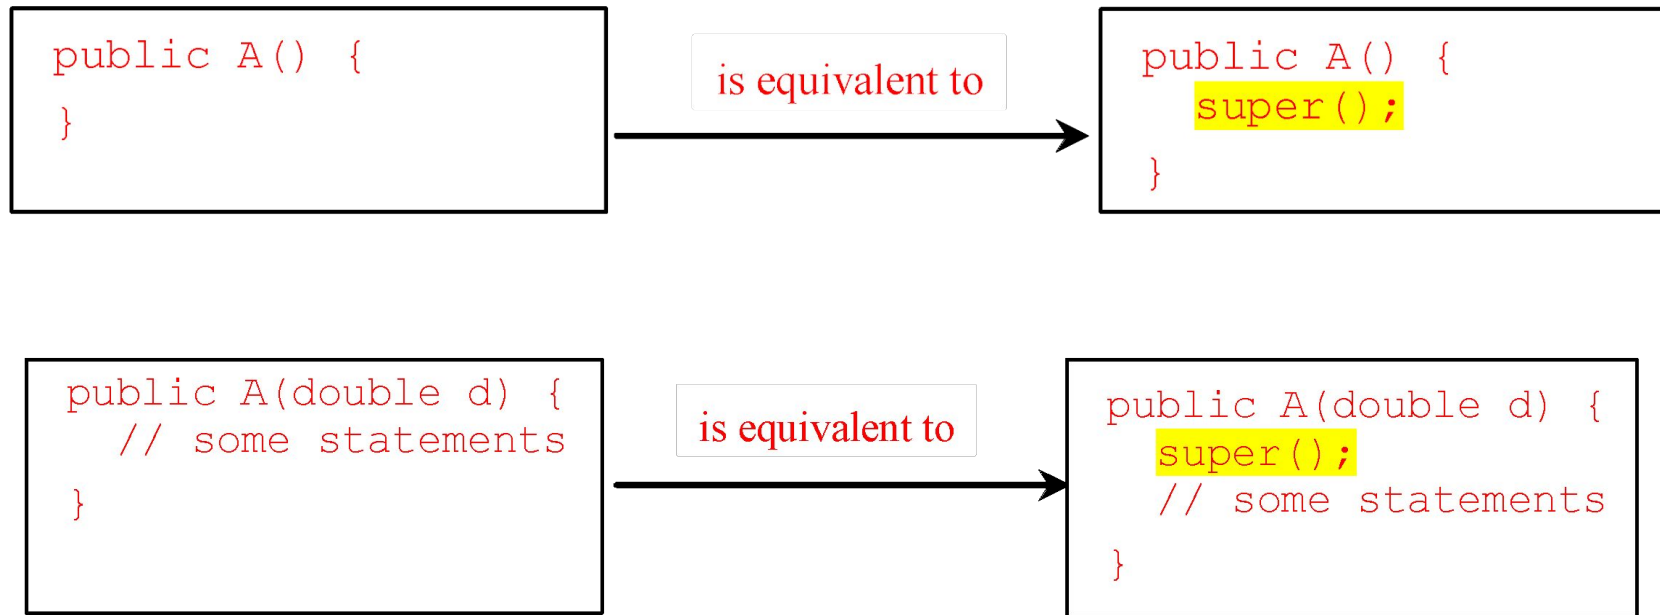 public A() {
}
is equivalent to
public A() {
super();
}
public A(double d) {
// some statements
}
is equivalent to
public A(double d) {
super();
// some statements
}